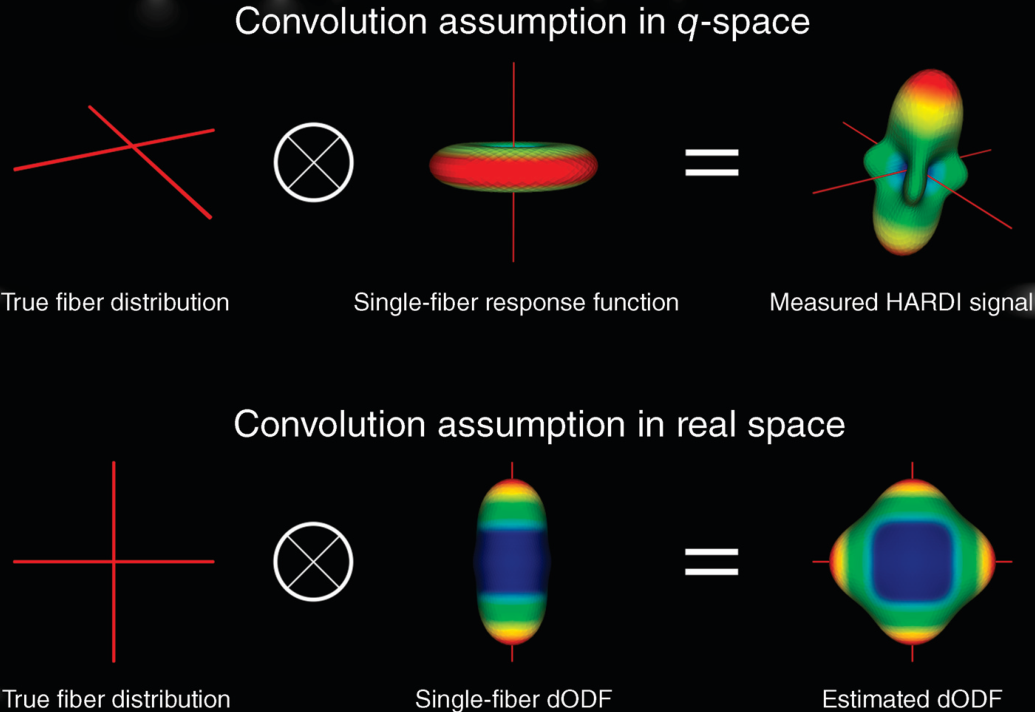 Convolution assumption in q-space
True fiber distribution
Single-fiber response function
Measured HARDI signal
Convolution assumption in real space
True fiber distribution
Single-fiber dODF
Estimated dODF